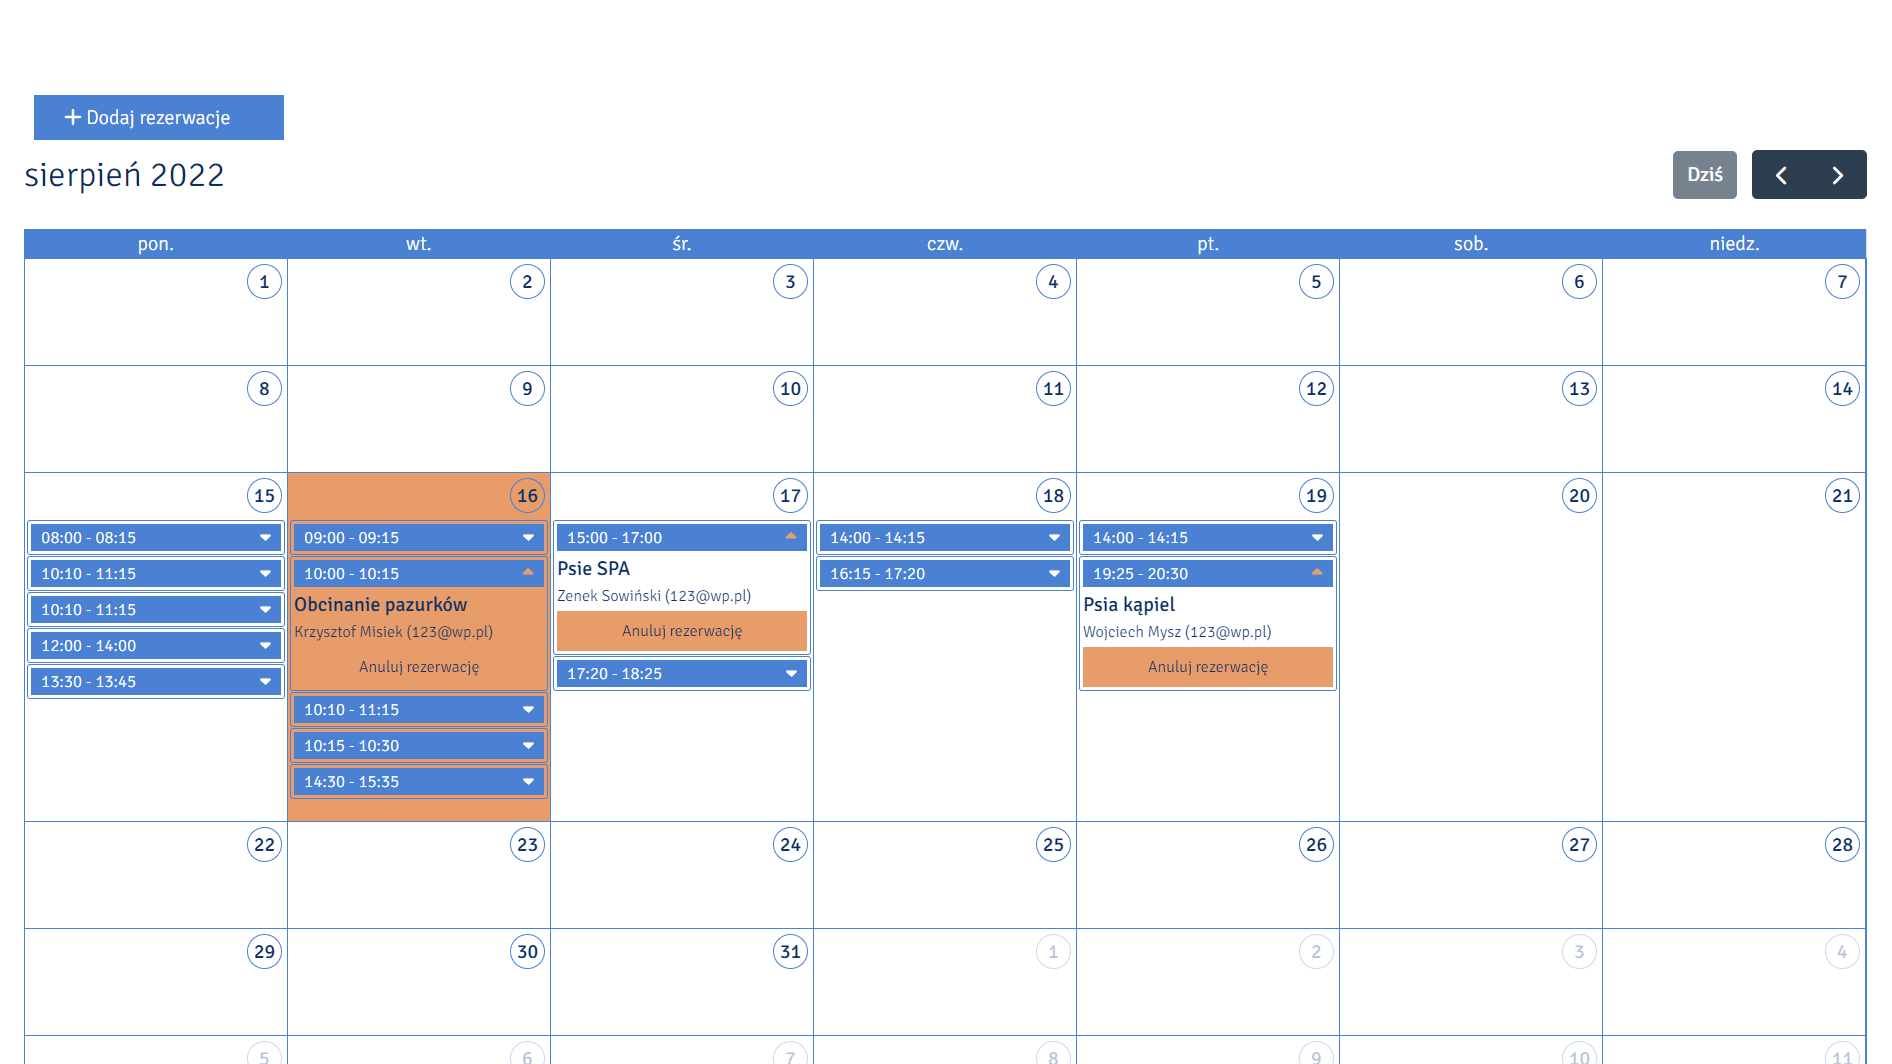 Dodaj rezerwacje
sierpień 2022
Dziś
pon. wt. śr. czw. pt. sob. niedz.
1 2 3 4 5 6 7
8 9 10 11 12 13 14
15 16 17 18 19 20 21
08:00 - 08:15
10:10 - 11:15
10:10 - 11:15
12:00 - 14:00
13:30 - 13:45
09:00 - 09:15
10:00 - 10:15
Obcinanie pazurków
Krzysztof Misiek (123@wp.pl)
Anuluj rezerwację
10:10 - 11:15
10:15 - 10:30
14:30 - 15:35
15:00 - 17:00
Psie SPA
Zenek Sowiński (123@wp.pl)
Anuluj rezerwację
17:20 - 18:25
14:00 - 14:15
16:15 - 17:20
14:00 - 14:15
19:25 - 20:30
Psia kąpiel
Wojciech Mysz (123@wp.pl)
Anuluj rezerwację
22 23 24 25 26 27 28
29 30 31 1 2 3 4
5 6 7 8 9 10 11